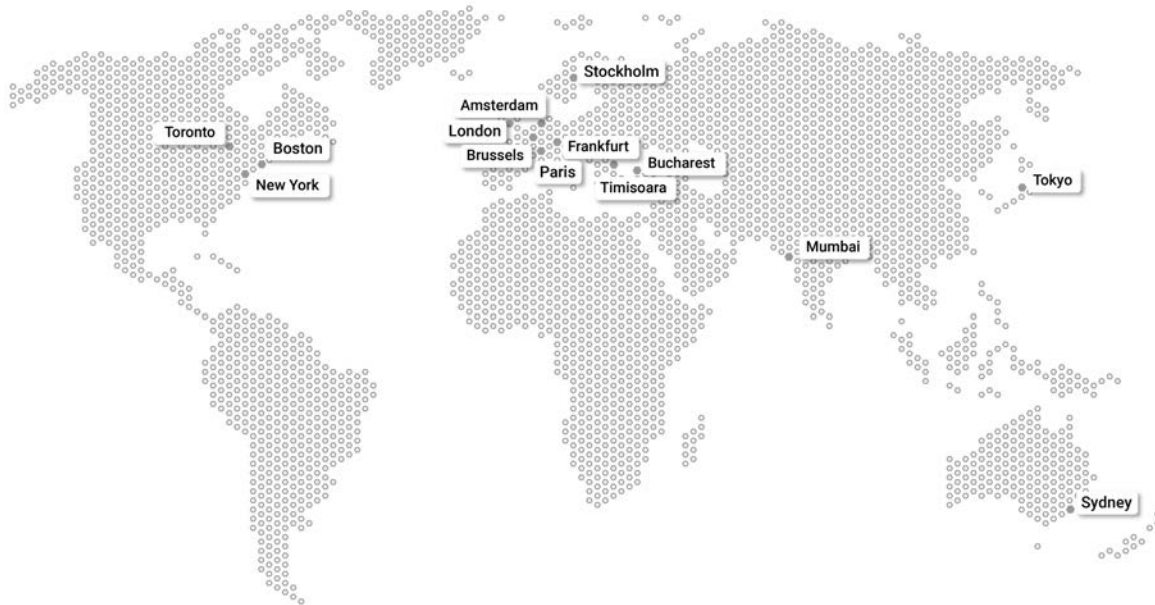 Stockholm
Amsterdam
London
Toronto
Boston
Frankfurt
Brussels
Bucharest
Paris
New York
Timisoara
Tokyo
Mumbai
Sydney